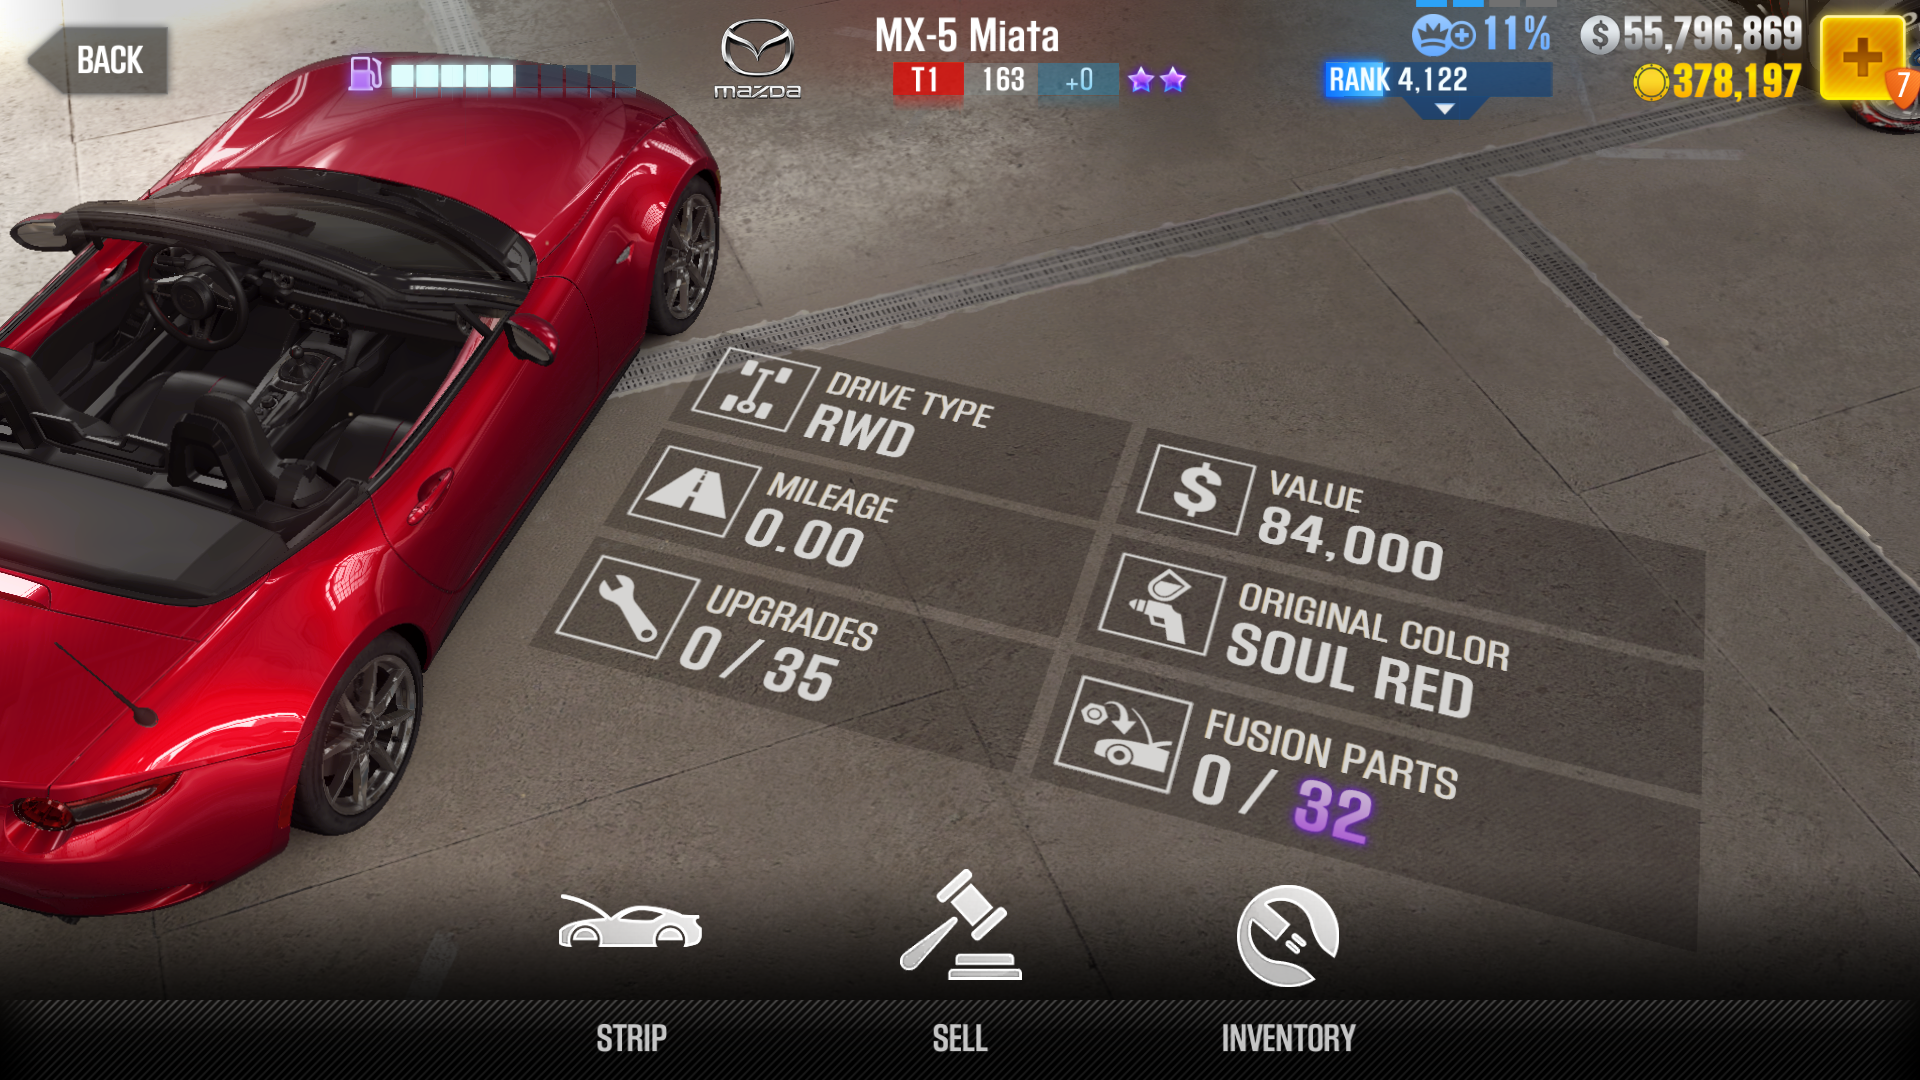 BACK
mazda
MX-5 Miata
T1 163 +0
11%
RANK 4,122
55,796,869
378,197
7
DRIVE TYPE
RWD
MILEAGE
0.00
UPGRADES
0 / 35
VALUE
84,000
ORIGINAL COLOR
SOUL RED
FUSION PARTS
0 / 32
STRIP
SELL
INVENTORY